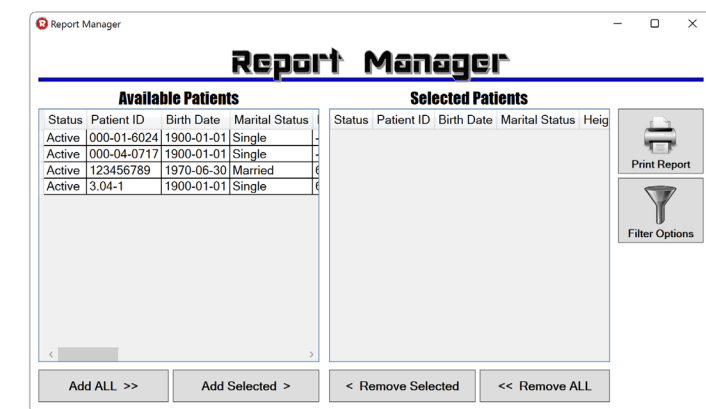 Report Manager
Report Manager
Available Patients
Selected Patients
Status Patient ID Birth Date Marital Status
Status Patient ID Birth Date Marital Status Heig
Active 000-01-6024 1900-01-01 Single -
Active 000-04-0717 1900-01-01 Single -
Active 123456789 1970-06-30 Married 6
Active 3.04-1 1900-01-01 Single 6
Print Report
Filter Options
Add ALL >>
Add Selected >
< Remove Selected
<< Remove ALL